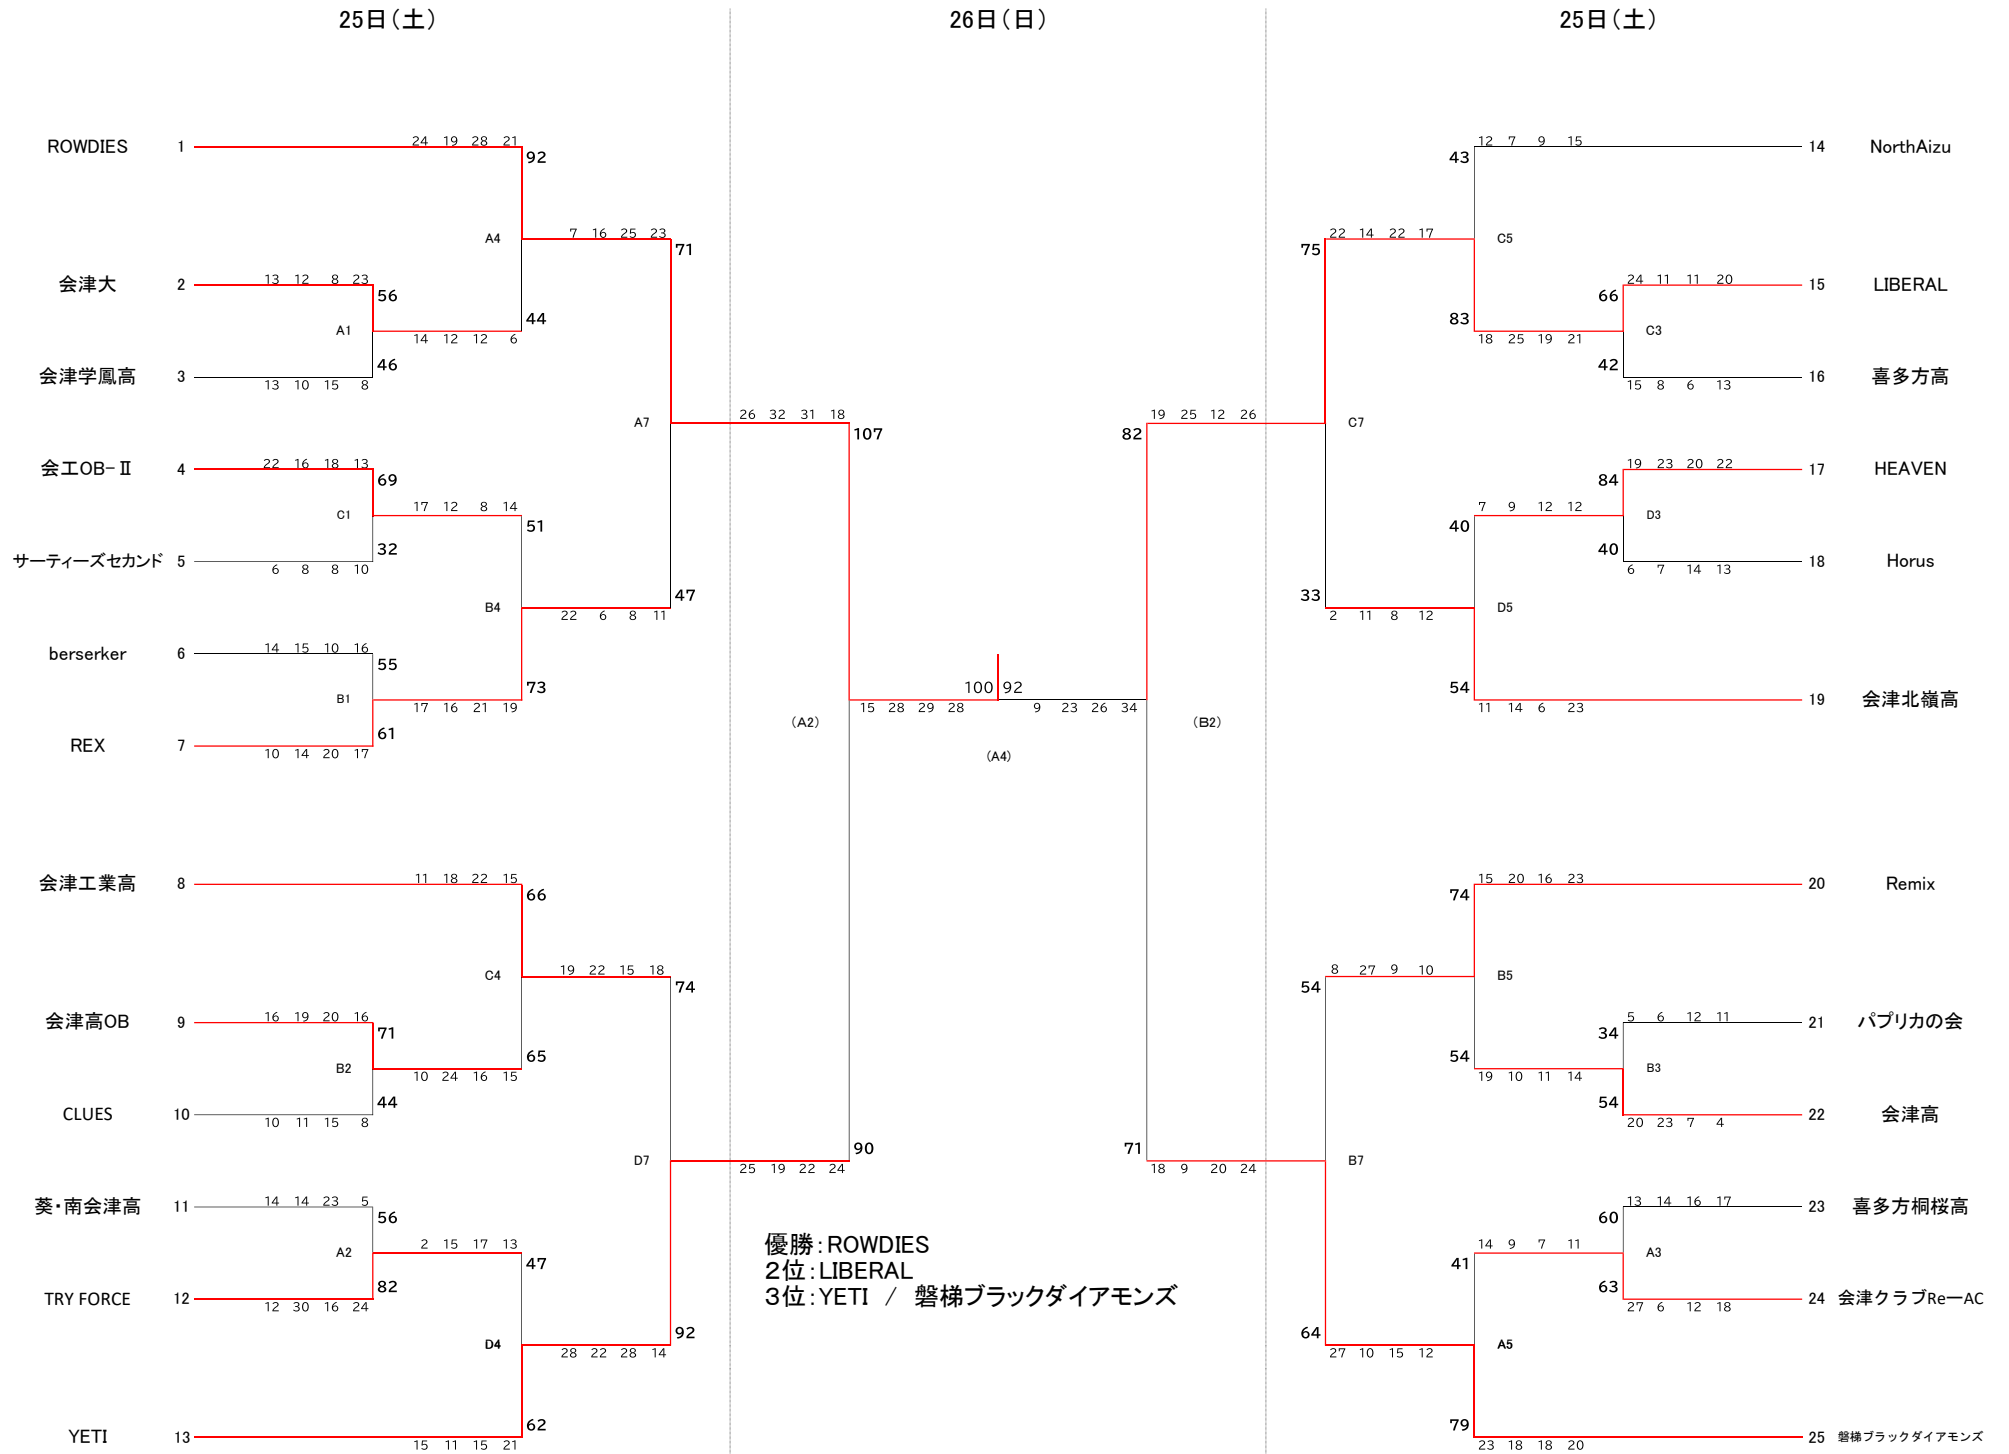 25日（土） 26日（日） 25日（土）
24 19 28 21 12 7 9 15
ROWDIES 1 14 NorthAizu
92 43
7 16 25 23 22 14 22 17
A4 C5
71 75
13 12 8 23 24 11 11 20
会津大 2 15 LIBERAL
56 66
44 83
A1 C3
14 12 12 6 18 25 19 21
46 42
会津学鳳高 3 16 喜多方高
13 10 15 8 15 8 6 13
26 32 31 18 19 25 12 26
A7 C7
107 82
22 16 18 13 19 23 20 22
会工OB-Ⅱ 4 17 HEAVEN
69 84
17 12 8 14 7 9 12 12
C1 D3
51 40
32 40
サーティーズセカンド 5 18 Horus
6 8 8 10 6 7 14 13
47 33
B4 D5
22 6 8 11 2 11 8 12
14 15 10 16
berserker 6
55
73 100 92 54
B1 19 会津北嶺高
17 16 21 19 15 28 29 28 9 23 26 34 11 14 6 23
（A2） （B2）
61
REX 7
10 14 20 17
（A4）
11 18 22 15 15 20 16 23
会津工業高 8 20 Remix
66 74
19 22 15 18 8 27 9 10
C4 B5
74 54
16 19 20 16 5 6 12 11
会津高OB 9 21 パプリカの会
71 34
65 54
B2 B3
10 24 16 15 19 10 11 14
44 54
CLUES 10 22 会津高
10 11 15 8 20 23 7 4
90 71
D7 B7
25 19 22 24 18 9 20 24
14 14 23 5 13 14 16 17
葵・南会津高 11 23 喜多方桐桜高
56 60
優勝：ROWDIES
2 15 17 13 14 9 7 11
A2 A3
47 41
２位：LIBERAL
82 63
３位：YETI / 磐梯ブラックダイアモンズ
TRY FORCE 12 24 会津クラブReーAC
12 30 16 24 27 6 12 18
92 64
D4 A5
28 22 28 14 27 10 15 12
62 79
YETI 13 25 磐梯ブラックダイアモンズ
15 11 15 21 23 18 18 20